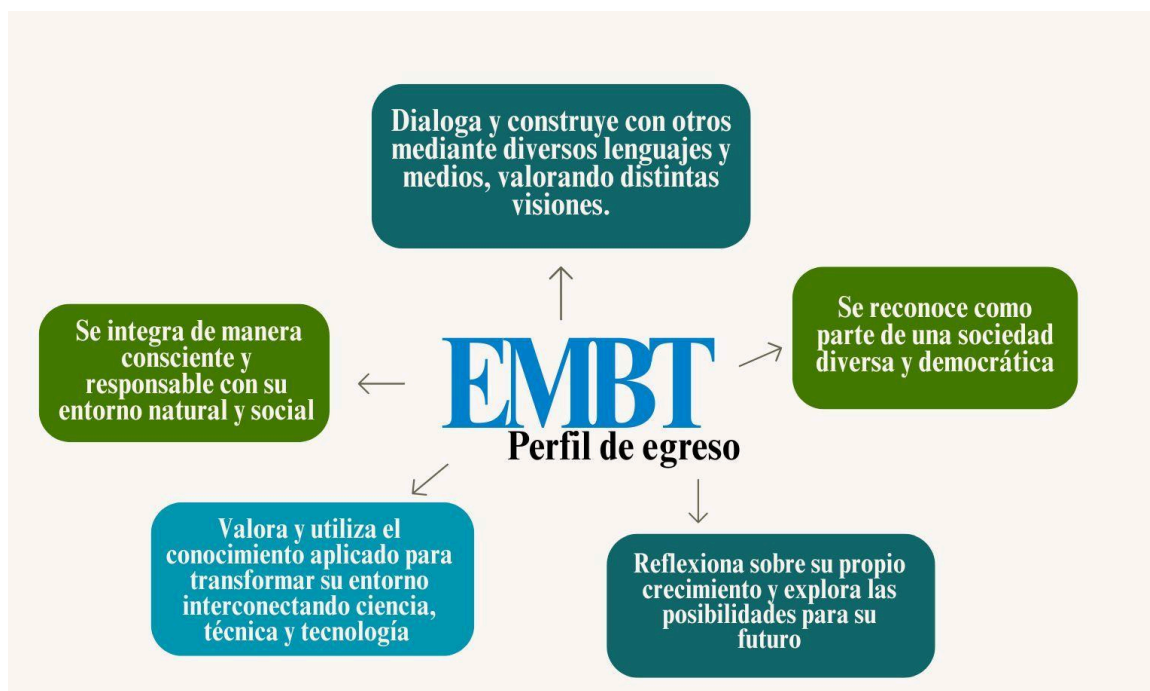 Dialoga y construye con otros
mediante diversos lenguajes y
medios, valorando distintas
visiones.
Se reconoce como
parte de una sociedad
diversa y democrática
Se integra de manera
consciente y
responsable con su
entorno natural y social
EMBT
Perfil de egreso
Valora y utiliza el
conocimiento aplicado para
transformar su entorno
interconectando ciencia,
técnica y tecnología
Reflexiona sobre su propio
crecimiento y explora las
posibilidades para su
futuro